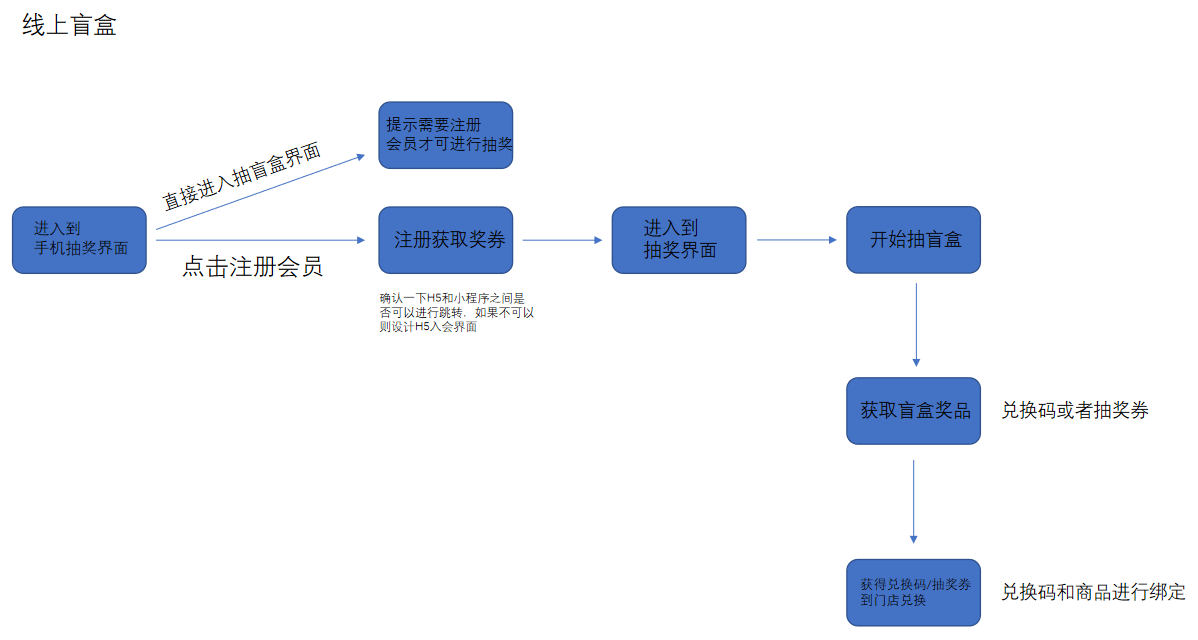 线上盲盒
提示需要注册
会员才可进行抽奖
直接进入抽盲盒界面
进入到
手机抽奖界面
点击注册会员
注册获取奖券
确认一下H5和小程序之间是
否可以进行跳转，如果不可以
则设计H5入会界面
进入到
抽奖界面
开始抽盲盒
获取盲盒奖品
兑换码或者抽奖券
获得兑换码/抽奖券
到门店兑换
兑换码和商品进行绑定